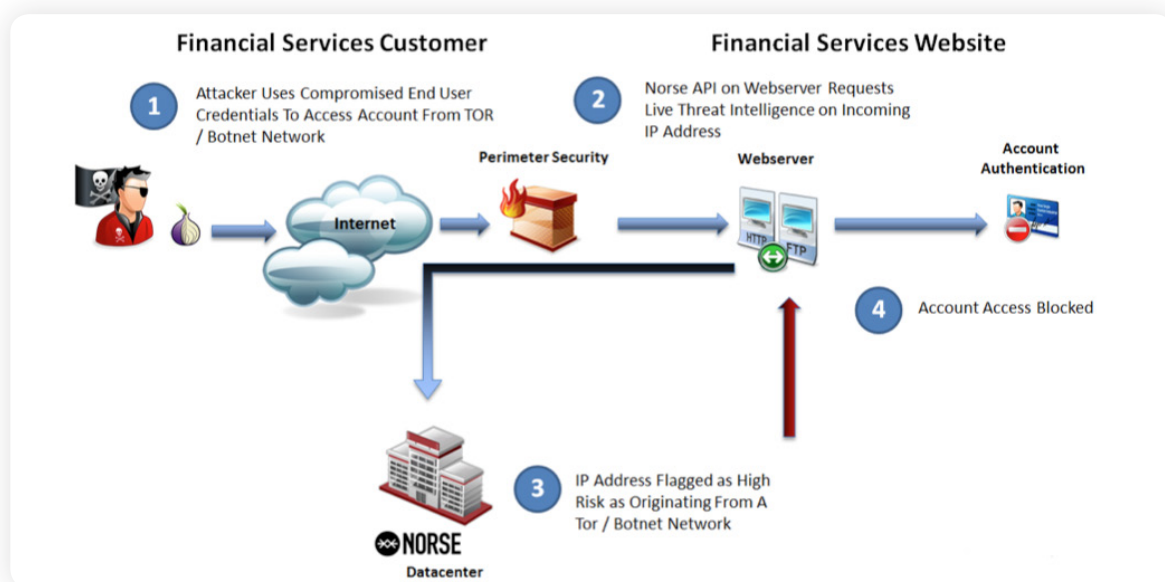 Financial Services Customer
Financial Services Website
1
Attacker Uses Compromised End User
Credentials To Access Account From TOR
/ Botnet Network
2
Norse API on Webserver Requests
Live Threat Intelligence on Incoming
IP Address
Perimeter Security
Webserver
Account
Authentication
Internet
HTTP
FTP
4
Account Access Blocked
3
IP Address Flagged as High
Risk as Originating From A
Tor / Botnet Network
NORSE
Datacenter